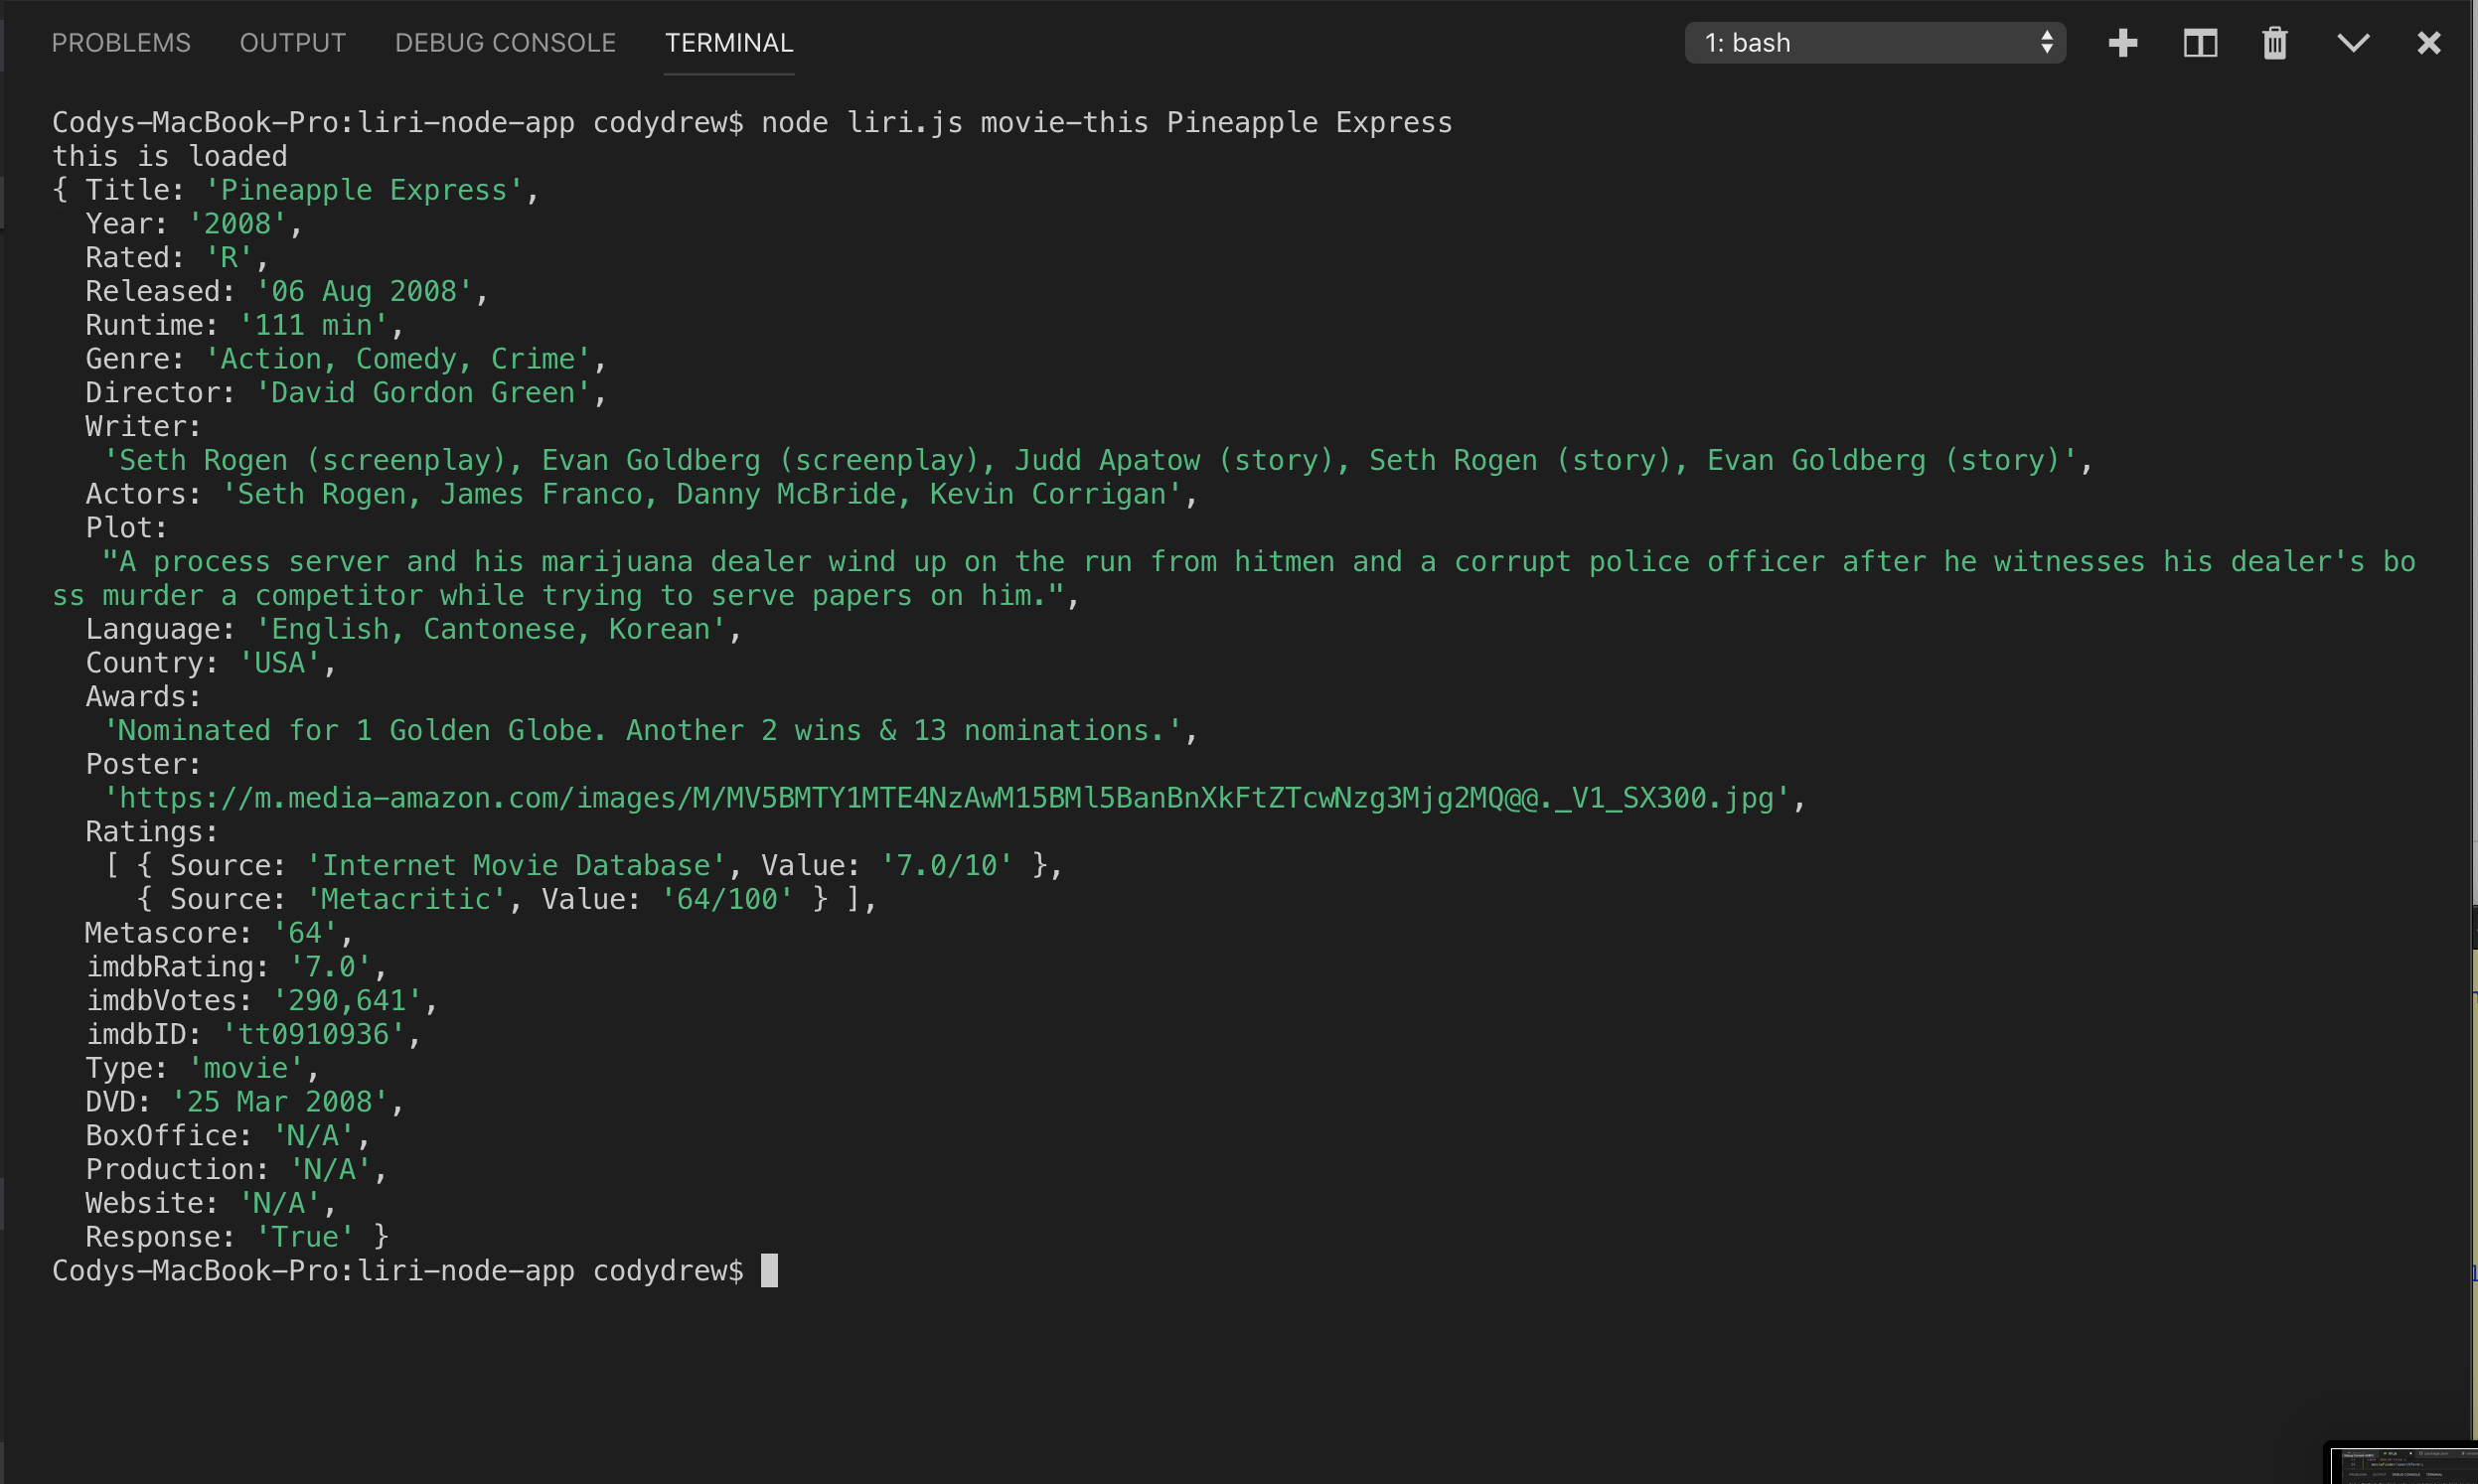 PROBLEMS OUTPUT DEBUG CONSOLE TERMINAL 1: bash
Codys-MacBook-Pro:liri-node-app codydrew$ node liri.js movie-this Pineapple Express
this is loaded
{ Title: 'Pineapple Express',
Year: '2008',
Rated: 'R',
Released: '06 Aug 2008',
Runtime: '111 min',
Genre: 'Action, Comedy, Crime',
Director: 'David Gordon Green',
Writer:
'Seth Rogen (screenplay), Evan Goldberg (screenplay), Judd Apatow (story), Seth Rogen (story), Evan Goldberg (story)',
Actors: 'Seth Rogen, James Franco, Danny McBride, Kevin Corrigan',
Plot:
"A process server and his marijuana dealer wind up on the run from hitmen and a corrupt police officer after he witnesses his dealer's bo
ss murder a competitor while trying to serve papers on him.",
Language: 'English, Cantonese, Korean',
Country: 'USA',
Awards:
'Nominated for 1 Golden Globe. Another 2 wins & 13 nominations.',
Poster:
'https://m.media-amazon.com/images/M/MV5BMTY1MTE4NzAwM15BMl5BanBnXkFtZTcwNzg3Mjg2MQ@@._V1_SX300.jpg',
Ratings:
[ { Source: 'Internet Movie Database', Value: '7.0/10' },
{ Source: 'Metacritic', Value: '64/100' } ],
Metascore: '64',
imdbRating: '7.0',
imdbVotes: '290,641',
imdbID: 'tt0910936',
Type: 'movie',
DVD: '25 Mar 2008',
BoxOffice: 'N/A',
Production: 'N/A',
Website: 'N/A',
Response: 'True' }
Codys-MacBook-Pro:liri-node-app codydrew$